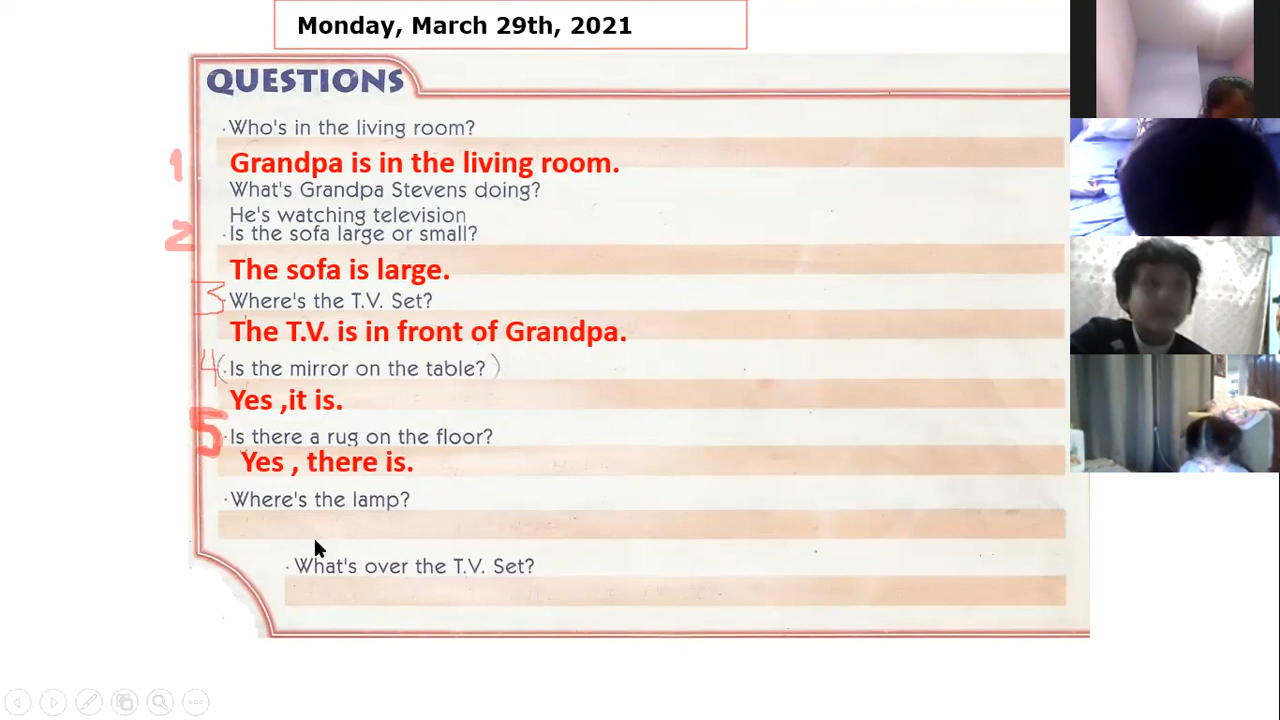 Monday, March 29th, 2021
QUESTIONS
· Who's in the living room?
1 Grandpa is in the living room.
What's Grandpa Stevens doing?
He's watching television
2 · Is the sofa large or small?
The sofa is large.
3 · Where's the T.V. Set?
The T.V. is in front of Grandpa.
4 ( · Is the mirror on the table? )
Yes ,it is.
5 · Is there a rug on the floor?
Yes , there is.
· Where's the lamp?
· What's over the T.V. Set?